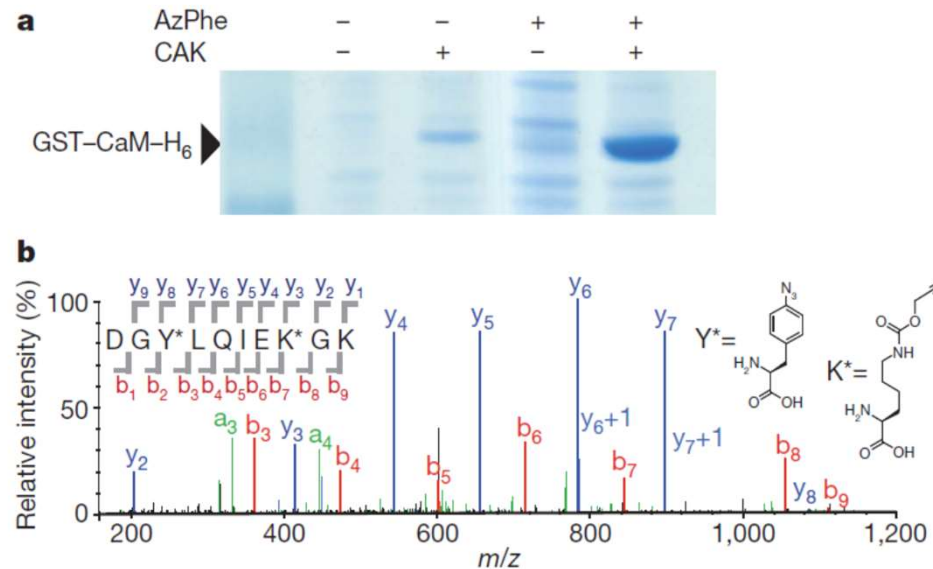 a
AzPhe – – + +
CAK – + – +
GST–CaM–H₆
b
y₉ y₈ y₇ y₆ y₅ y₄ y₃ y₂ y₁
D G Y* L Q I E K* G K
b₁ b₂ b₃ b₄ b₅ b₆ b₇ b₈ b₉
Relative intensity (%)
100
50
0
y₂
a₃
b₃
y₃
a₄
b₄
y₄
b₅
y₅
b₆
y₆
y₆+1
b₇
y₇
y₇+1
b₈
y₈
b₉
Y*=
N₃
H₂N
O
OH
K*=
O
O
NH
H₂N
O
OH
200 400 600 800 1,000 1,200
m/z